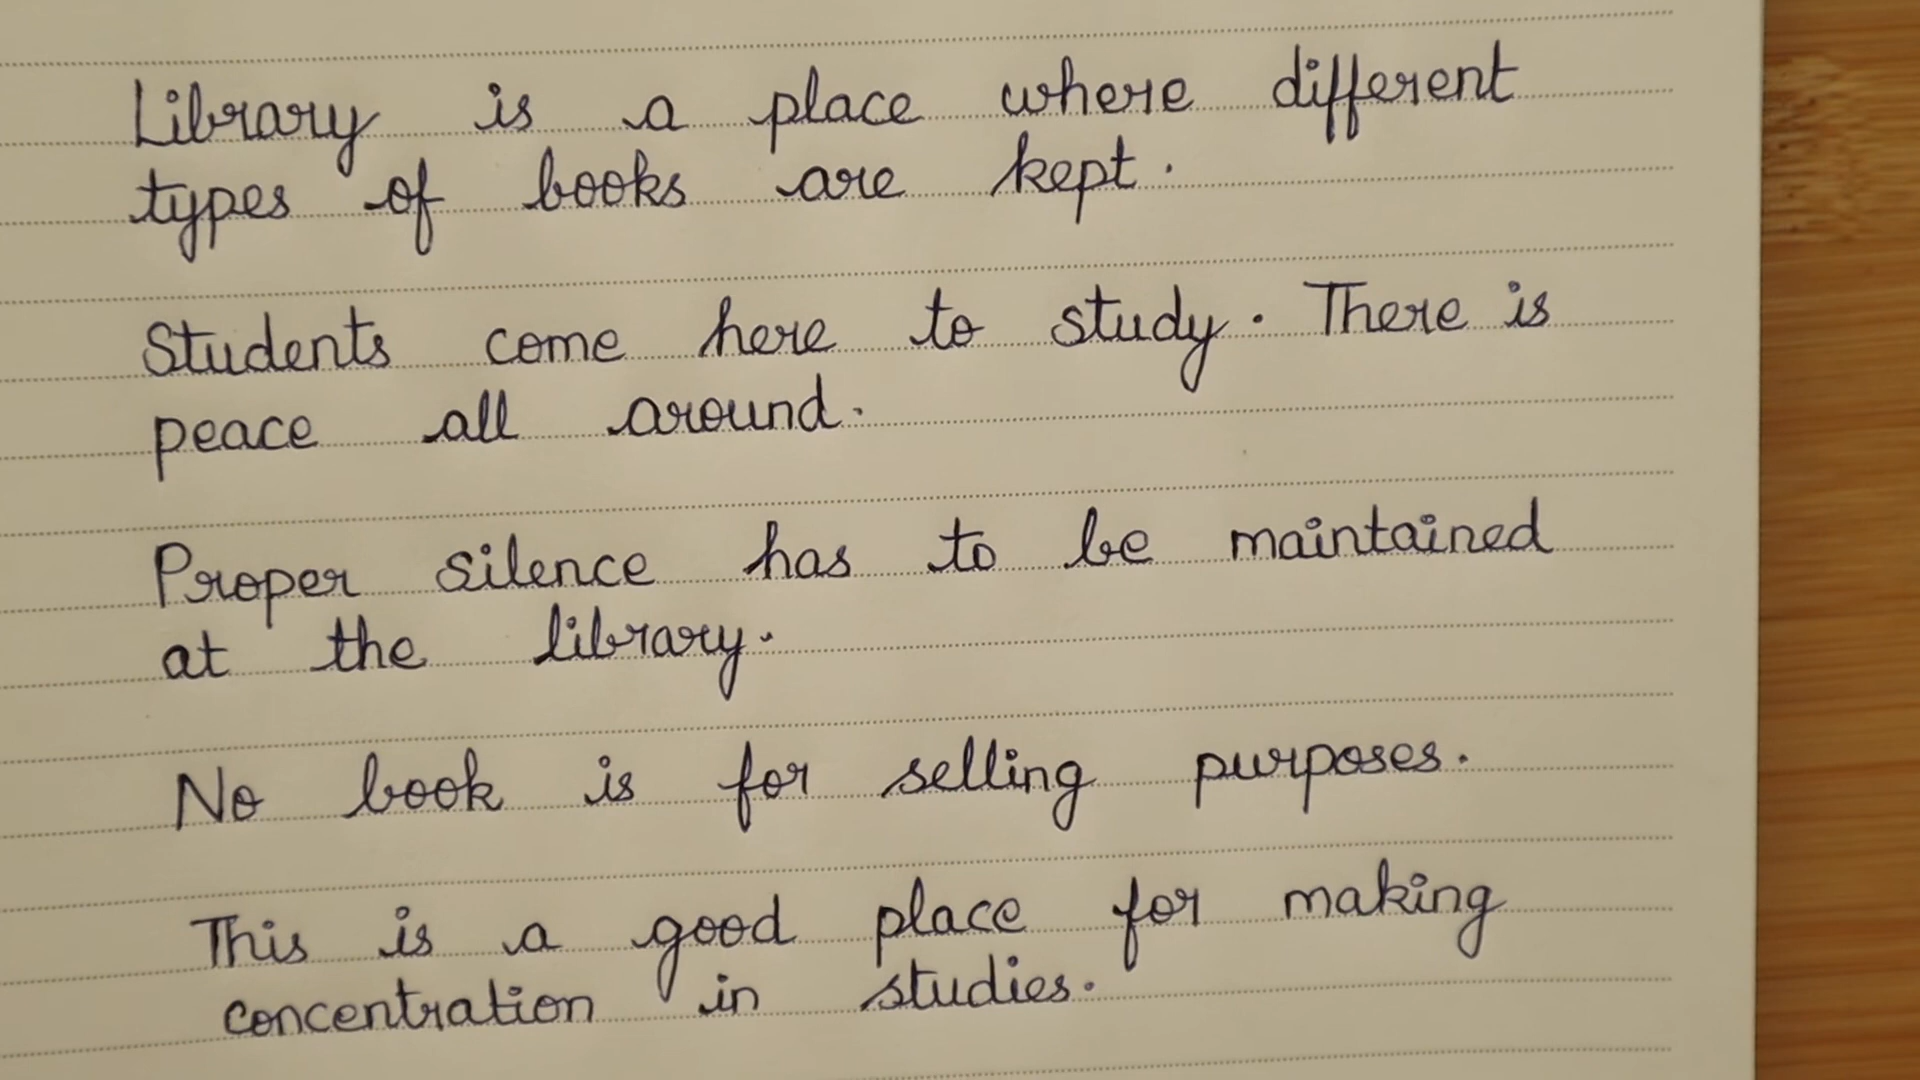 Library is a place where different
types of books are kept.
Students come here to study. There is
peace all around.
Proper silence has to be maintained
at the library.
No book is for selling purposes.
This is a good place for making
concentration in studies.